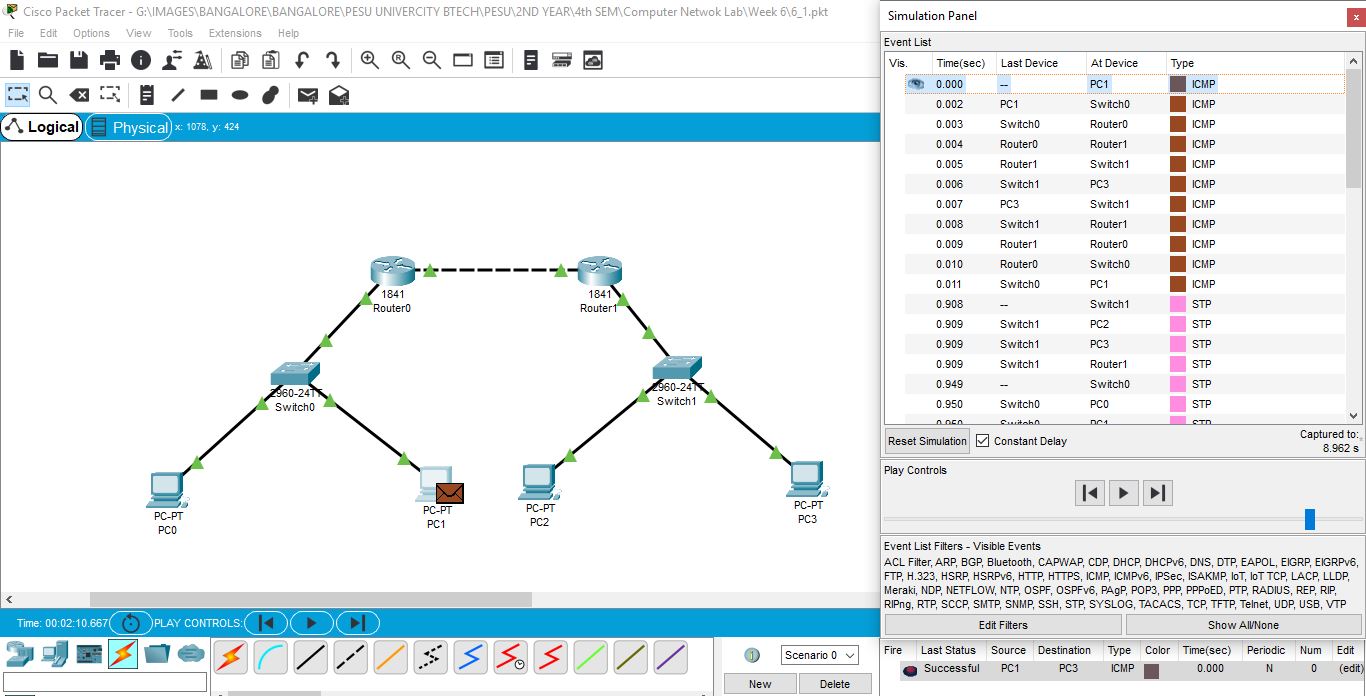 Cisco Packet Tracer - G:\IMAGES\BANGALORE\BANGALORE\PESU UNIVERCITY BTECH\PESU\2ND YEAR\4th SEM\Computer Netwok Lab\Week 6\6_1.pkt
File Edit Options View Tools Extensions Help
Logical Physical x: 1078, y: 424
1841
Router0
1841
Router1
2960-24TT
Switch0
2960-24TT
Switch1
PC-PT
PC0
PC-PT
PC1
PC-PT
PC2
PC-PT
PC3
Time: 00:02:10.667 PLAY CONTROLS:
Scenario 0
New Delete
Simulation Panel
Event List
Vis. Time(sec) Last Device At Device Type
0.000 -- PC1 ICMP
0.002 PC1 Switch0 ICMP
0.003 Switch0 Router0 ICMP
0.004 Router0 Router1 ICMP
0.005 Router1 Switch1 ICMP
0.006 Switch1 PC3 ICMP
0.007 PC3 Switch1 ICMP
0.008 Switch1 Router1 ICMP
0.009 Router1 Router0 ICMP
0.010 Router0 Switch0 ICMP
0.011 Switch0 PC1 ICMP
0.908 -- Switch1 STP
0.909 Switch1 PC2 STP
0.909 Switch1 PC3 STP
0.909 Switch1 Router1 STP
0.949 -- Switch0 STP
0.950 Switch0 PC0 STP
0.950 Switch0 PC1 STP
Reset Simulation Constant Delay Captured to:
8.962 s
Play Controls
Event List Filters - Visible Events
ACL Filter, ARP, BGP, Bluetooth, CAPWAP, CDP, DHCP, DHCPv6, DNS, DTP, EAPOL, EIGRP, EIGRPv6,
FTP, H.323, HSRP, HSRPv6, HTTP, HTTPS, ICMP, ICMPv6, IPSec, ISAKMP, IoT, IoT TCP, LACP, LLDP,
Meraki, NDP, NETFLOW, NTP, OSPF, OSPFv6, PAgP, POP3, PPP, PPPoED, PTP, RADIUS, REP, RIP,
RIPng, RTP, SCCP, SMTP, SNMP, SSH, STP, SYSLOG, TACACS, TCP, TFTP, Telnet, UDP, USB, VTP
Edit Filters Show All/None
Fire Last Status Source Destination Type Color Time(sec) Periodic Num Edit
Successful PC1 PC3 ICMP 0.000 N 0 (edit)